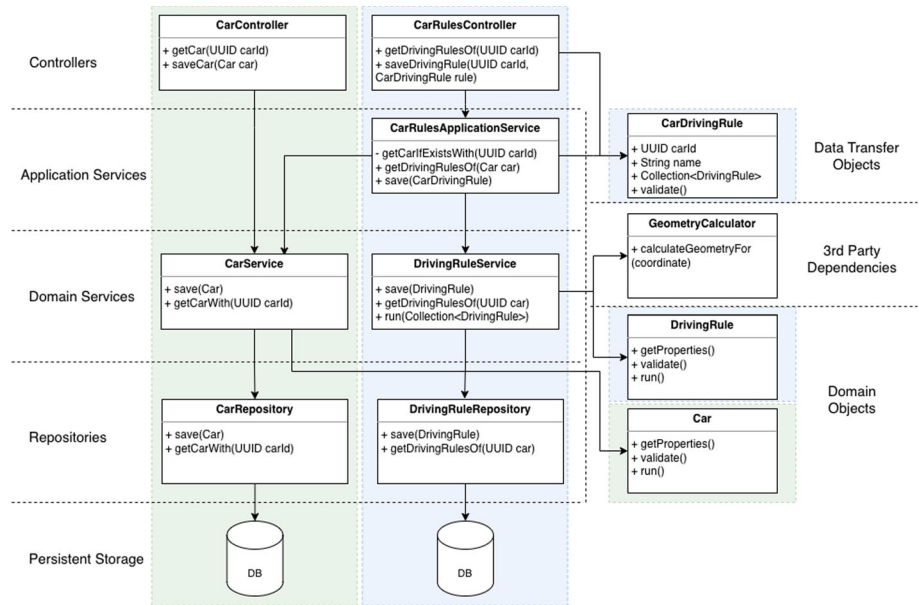 CarController
+ getCar(UUID carId)
+ saveCar(Car car)
CarRulesController
+ getDrivingRulesOf(UUID carId)
+ saveDrivingRule(UUID carId,
CarDrivingRule rule)
Controllers
CarRulesApplicationService
- getCarIfExistsWith(UUID carId)
+ getDrivingRulesOf(Car car)
+ save(CarDrivingRule)
Application Services
CarDrivingRule
+ UUID carId
+ String name
+ Collection<DrivingRule>
+ validate()
Data Transfer
Objects
GeometryCalculator
+ calculateGeometryFor
(coordinate)
3rd Party
Dependencies
CarService
+ save(Car)
+ getCarWith(UUID carId)
DrivingRuleService
+ save(DrivingRule)
+ getDrivingRulesOf(UUID car)
+ run(Collection<DrivingRule>)
Domain Services
DrivingRule
+ getProperties()
+ validate()
+ run()
Domain
Objects
CarRepository
+ save(Car)
+ getCarWith(UUID carId)
DrivingRuleRepository
+ save(DrivingRule)
+ getDrivingRulesOf(UUID car)
Repositories
Car
+ getProperties()
+ validate()
+ run()
Persistent Storage
DB
DB